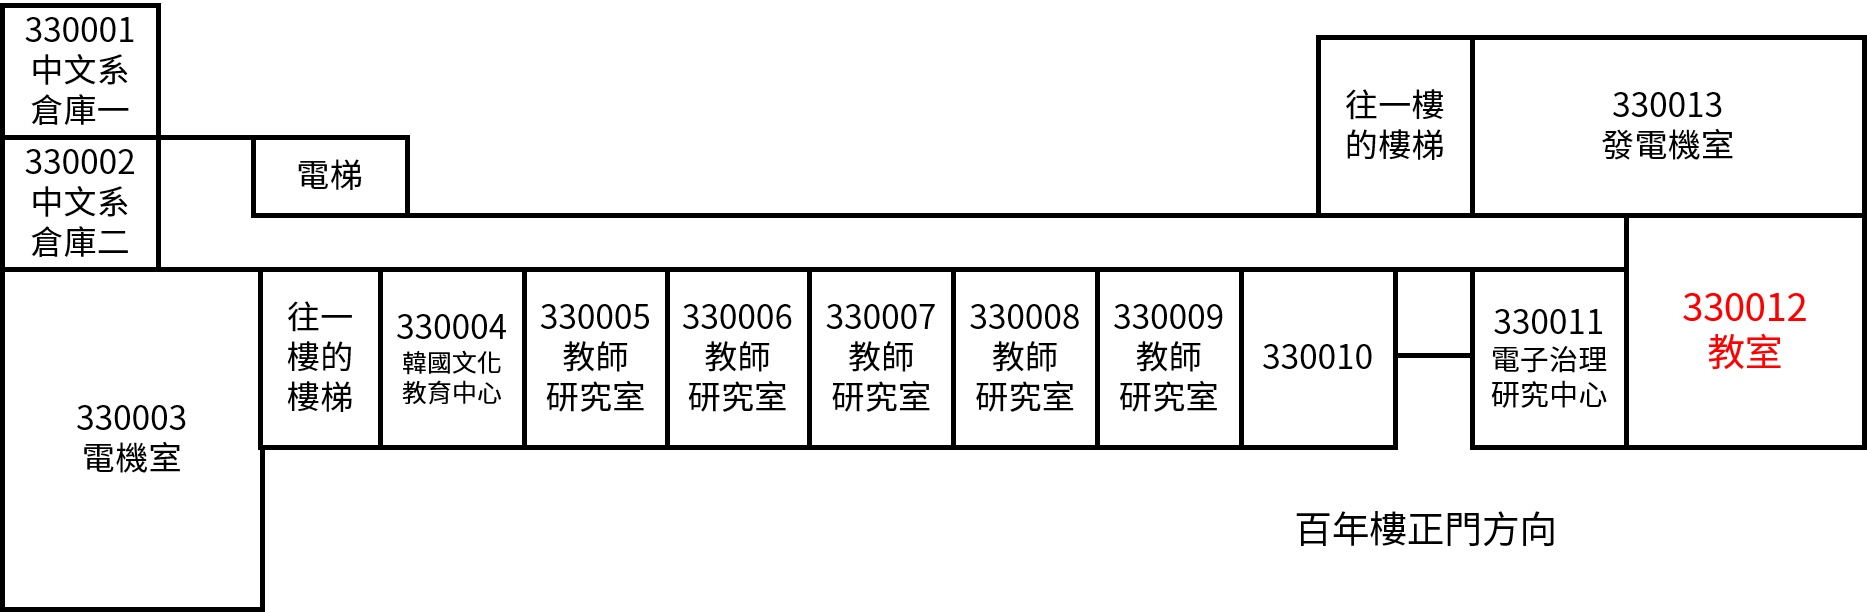 330001
中文系
倉庫一
330002
中文系
倉庫二
電梯
往一樓
的樓梯
330013
發電機室
330003
電機室
往一
樓的
樓梯
330004
韓國文化
教育中心
330005
教師
研究室
330006
教師
研究室
330007
教師
研究室
330008
教師
研究室
330009
教師
研究室
330010
330011
電子治理
研究中心
330012
教室
百年樓正門方向